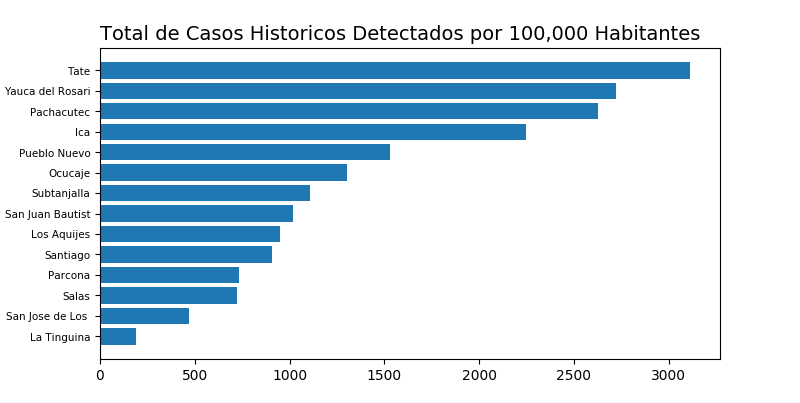 Total de Casos Historicos Detectados por 100,000 Habitantes
Tate
Yauca del Rosari
Pachacutec
Ica
Pueblo Nuevo
Ocucaje
Subtanjalla
San Juan Bautist
Los Aquijes
Santiago
Parcona
Salas
San Jose de Los
La Tinguina
0 500 1000 1500 2000 2500 3000